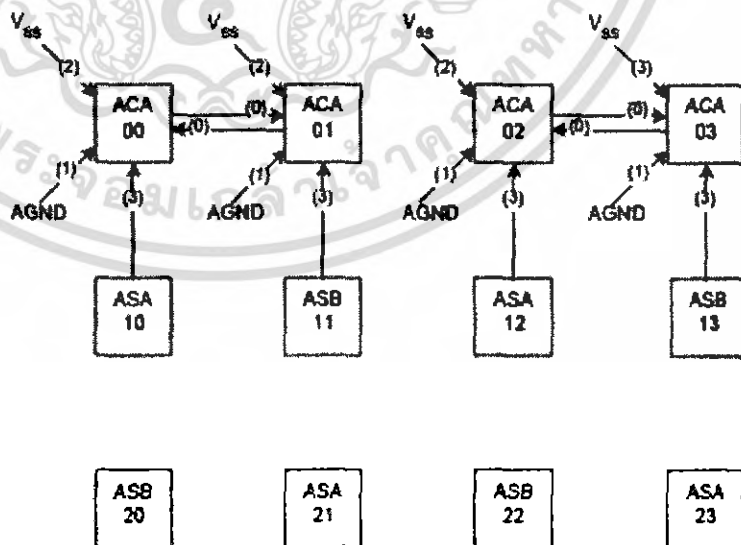 Vss Vss Vss Vss
(2) (2) (2) (3)
ACA ACA ACA ACA
00 (0) (0) 01 02 (0) (0) 03
(1) (1) (1) (1)
AGND (3) AGND (3) AGND (3) AGND (3)
ASA ASB ASA ASB
10 11 12 13
ASB ASA ASB ASA
20 21 22 23